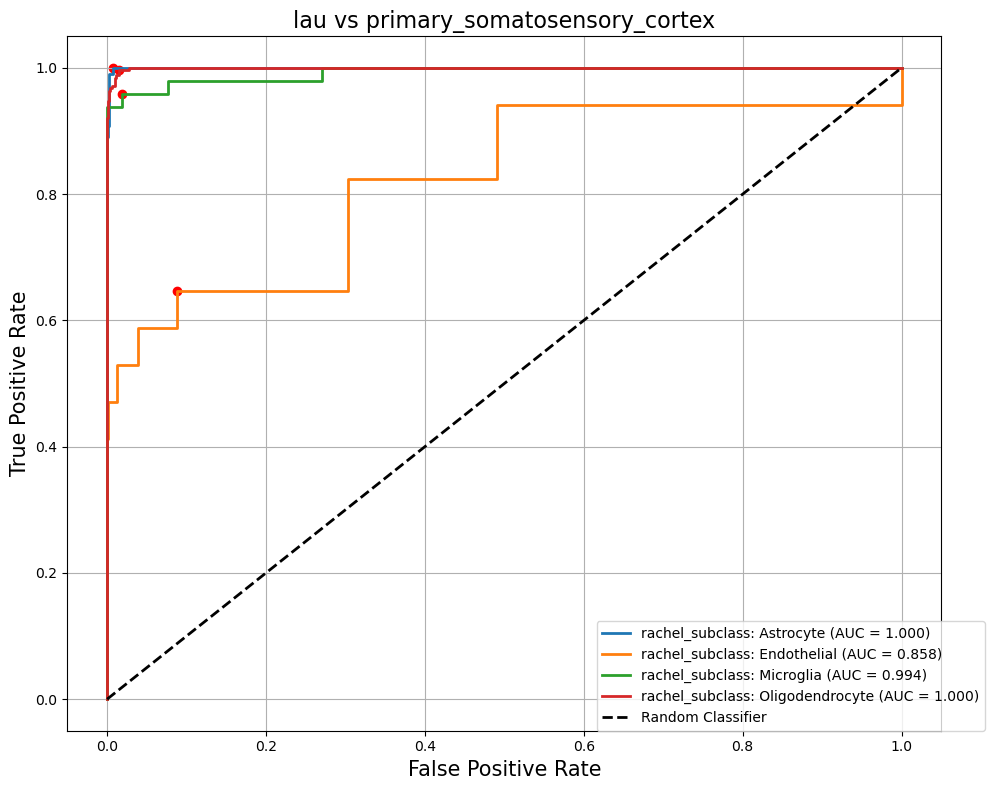 lau vs primary_somatosensory_cortex
True Positive Rate
1.0
0.8
0.6
0.4
0.2
0.0
0.0 0.2 0.4 0.6 0.8 1.0
False Positive Rate
rachel_subclass: Astrocyte (AUC = 1.000)
rachel_subclass: Endothelial (AUC = 0.858)
rachel_subclass: Microglia (AUC = 0.994)
rachel_subclass: Oligodendrocyte (AUC = 1.000)
Random Classifier